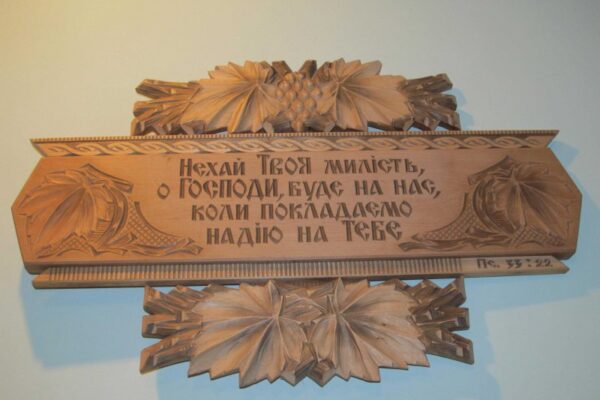 Нехай Твоя милість,
о Господи, буде на нас,
коли покладаємо
надію на Тебе
Пс. 33:22